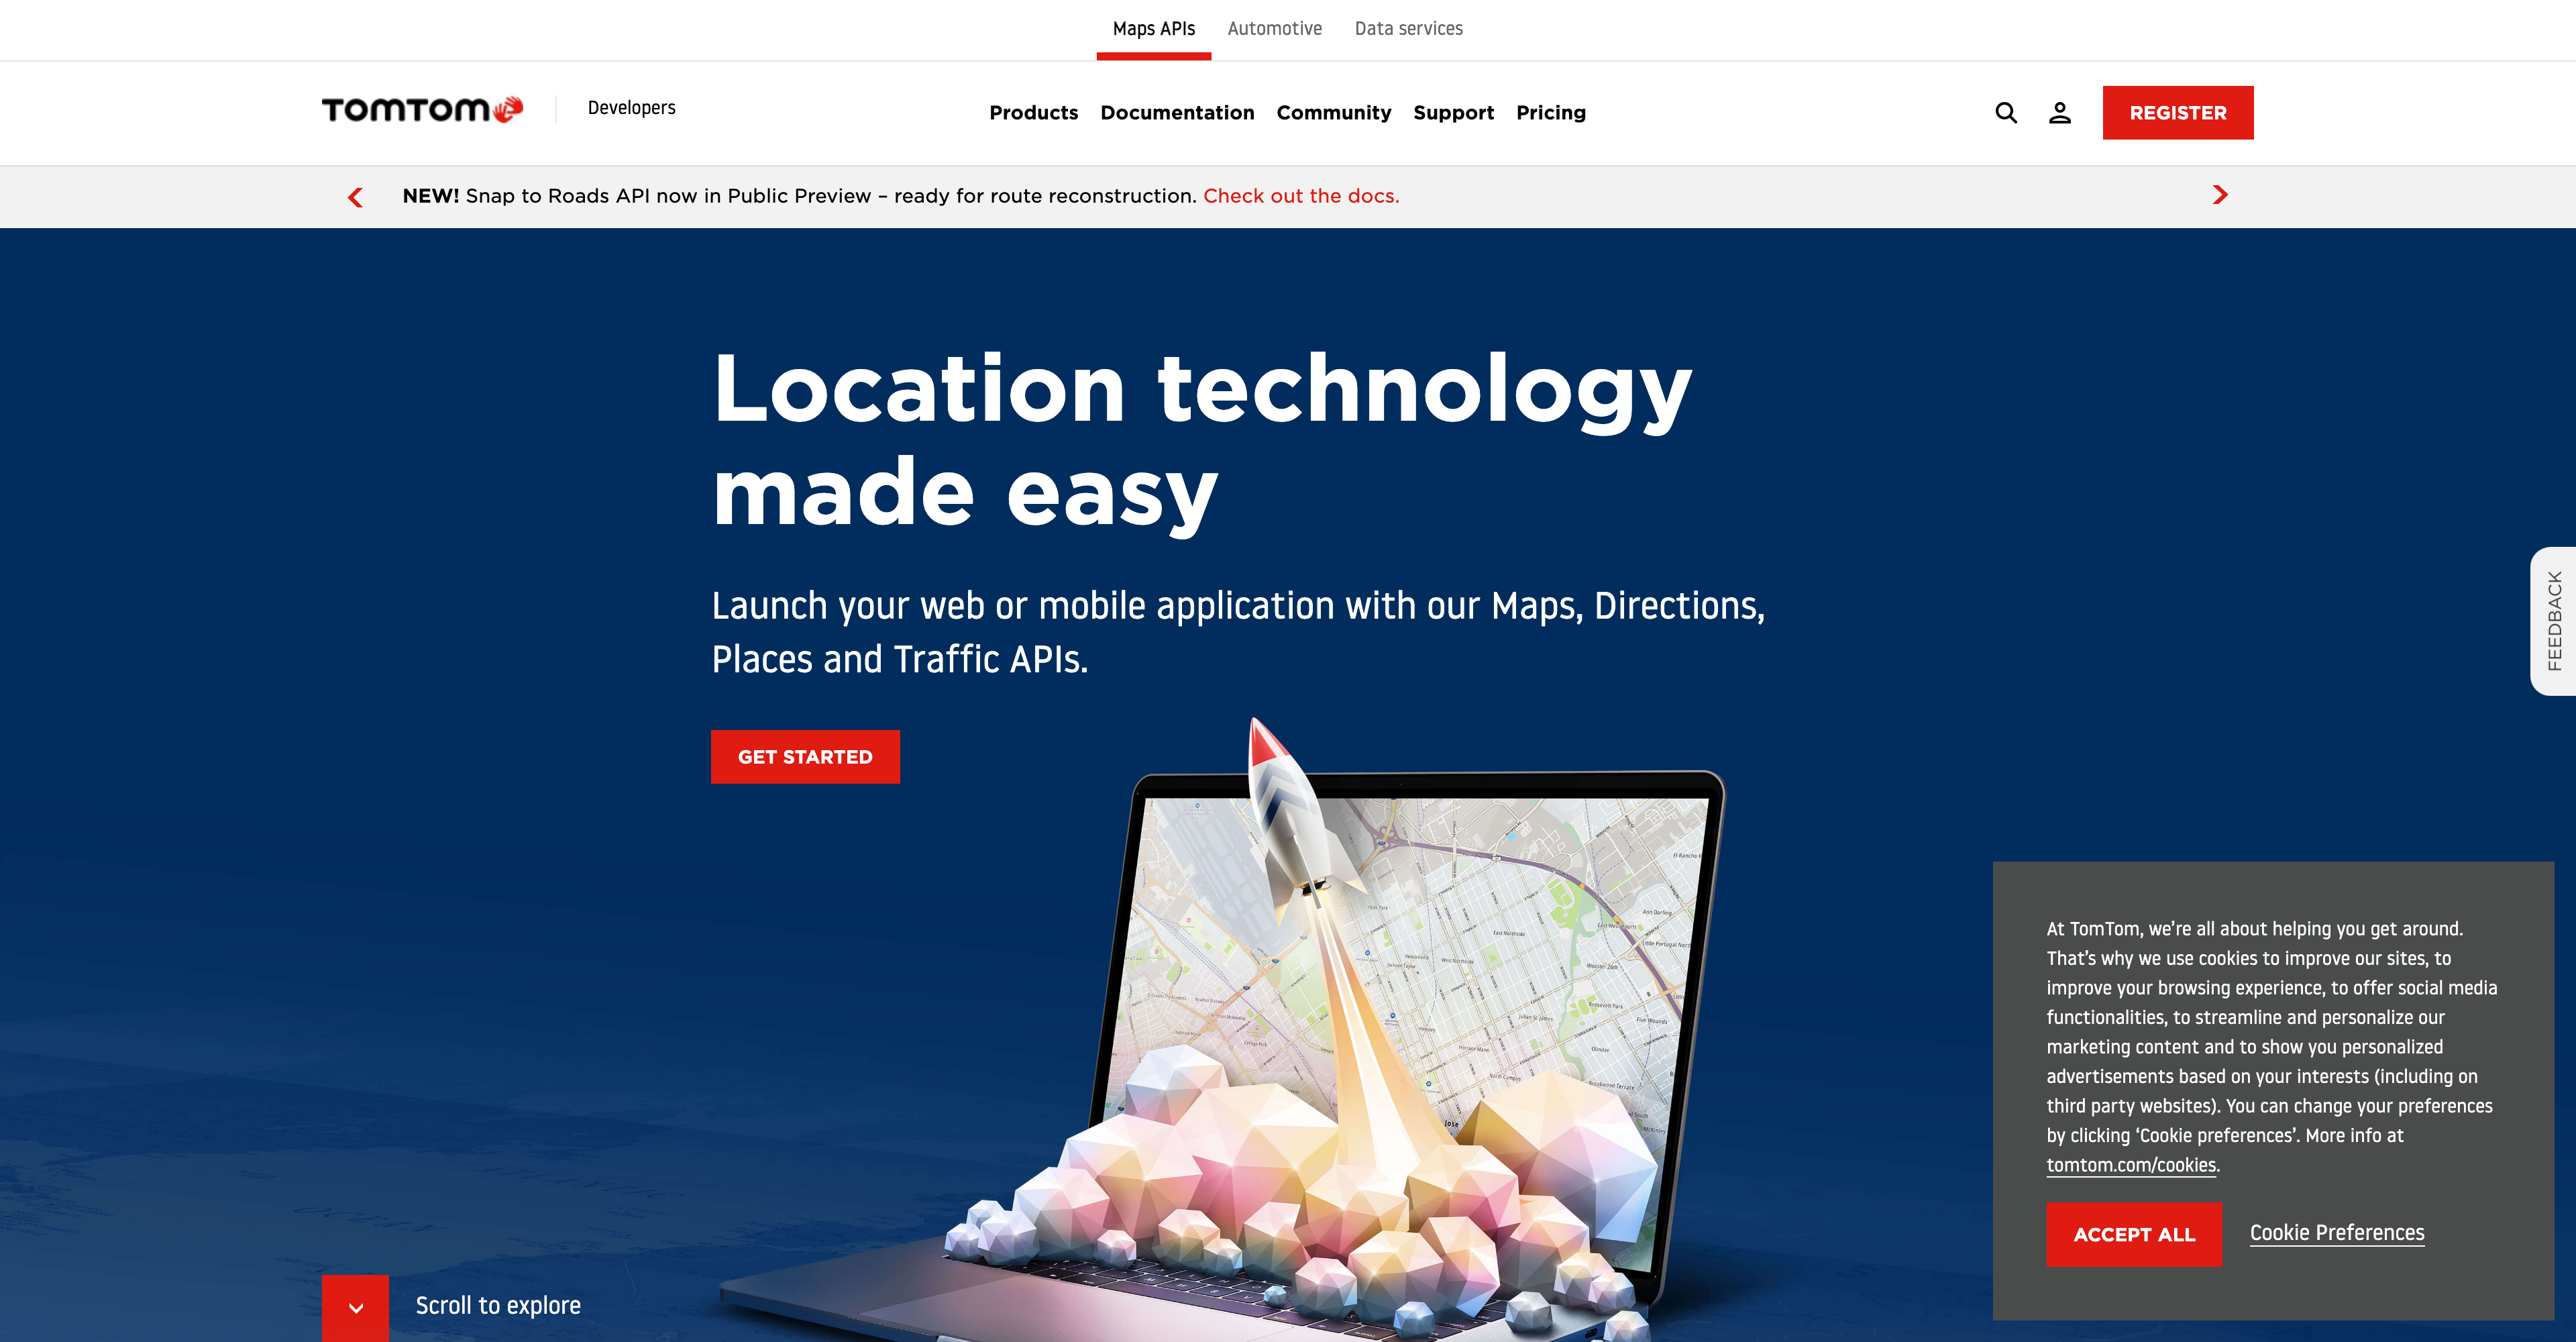 Maps APIs Automotive Data services
TOMTOM Developers Products Documentation Community Support Pricing REGISTER
NEW! Snap to Roads API now in Public Preview – ready for route reconstruction. Check out the docs.
Location technology
made easy
Launch your web or mobile application with our Maps, Directions,
Places and Traffic APIs.
GET STARTED
FEEDBACK
At TomTom, we’re all about helping you get around.
That’s why we use cookies to improve our sites, to
improve your browsing experience, to offer social media
functionalities, to streamline and personalize our
marketing content and to show you personalized
advertisements based on your interests (including on
third party websites). You can change your preferences
by clicking ‘Cookie preferences’. More info at
tomtom.com/cookies.
ACCEPT ALL Cookie Preferences
Scroll to explore